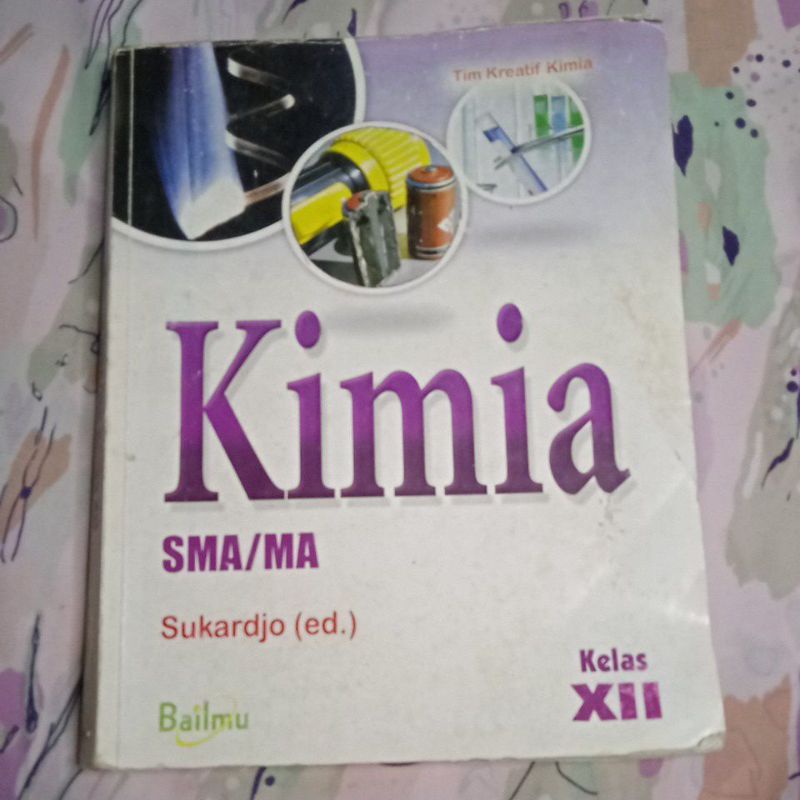 Tim Kreatif Kimia
Kimia
SMA/MA
Sukardjo (ed.)
Kelas
XII
Bailmu